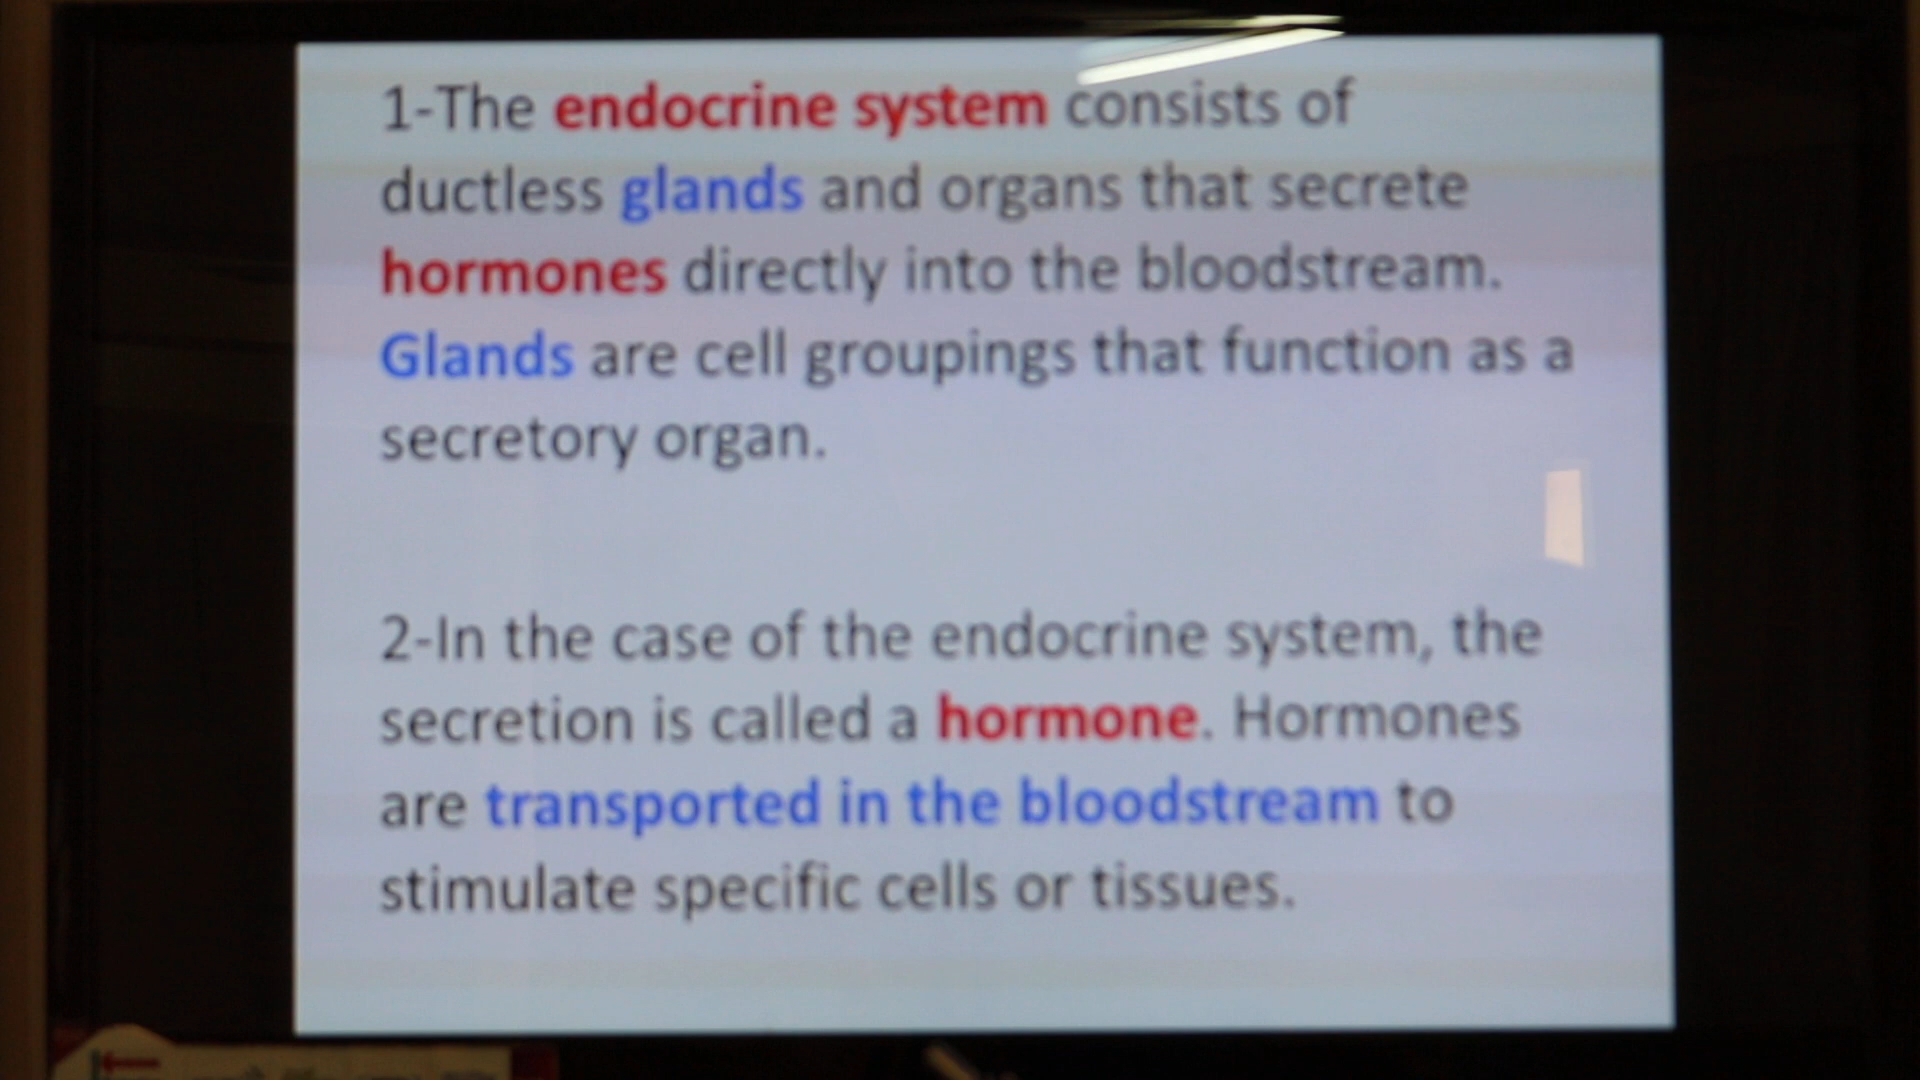 1-The endocrine system consists of
ductless glands and organs that secrete
hormones directly into the bloodstream.
Glands are cell groupings that function as a
secretory organ.
2-In the case of the endocrine system, the
secretion is called a hormone. Hormones
are transported in the bloodstream to
stimulate specific cells or tissues.